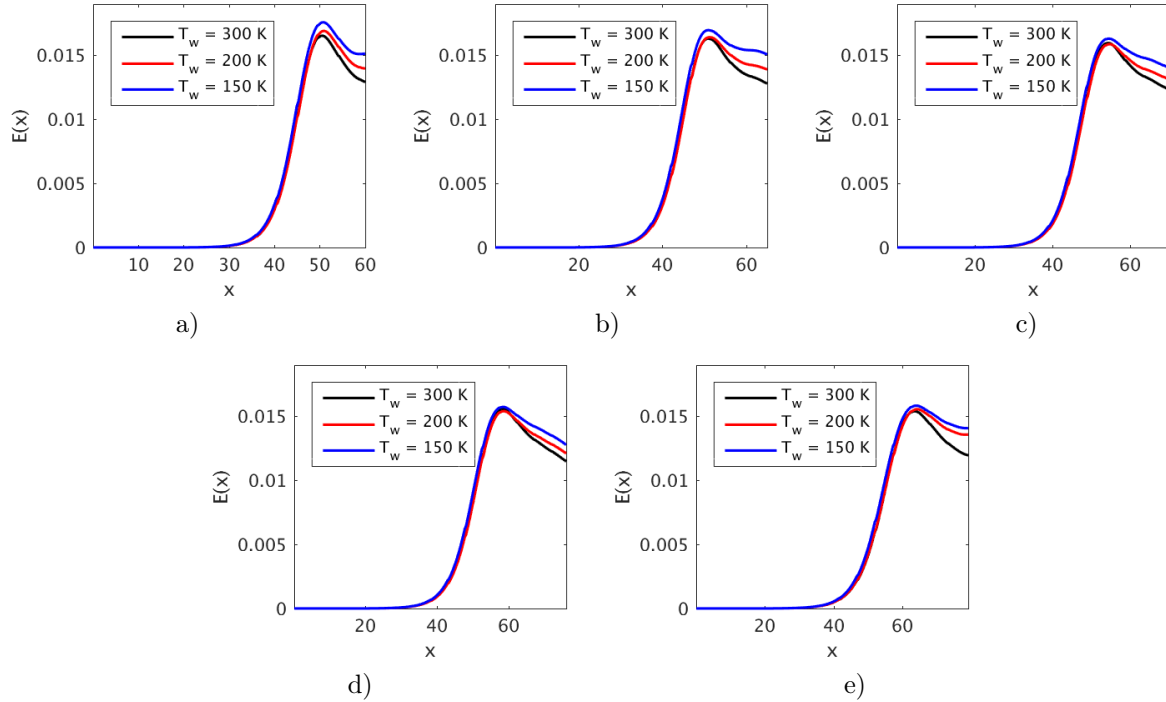 0.015
0.01
0.005
0
E(x)
T_w = 300 K
T_w = 200 K
T_w = 150 K
10 20 30 30 40 50 60
x
a)
0.015
0.01
0.005
0
E(x)
T_w = 300 K
T_w = 200 K
T_w = 150 K
20 40 60
x
b)
0.015
0.01
0.005
0
E(x)
T_w = 300 K
T_w = 200 K
T_w = 150 K
20 40 60
x
c)
0.015
0.01
0.005
0
E(x)
T_w = 300 K
T_w = 200 K
T_w = 150 K
20 40 60
x
d)
0.015
0.01
0.005
0
E(x)
T_w = 300 K
T_w = 200 K
T_w = 150 K
20 40 60
x
e)